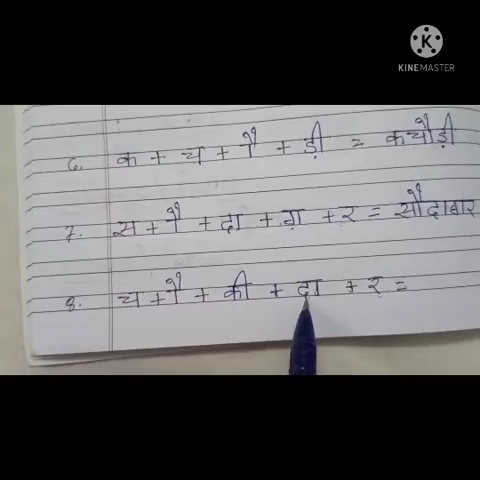 K
KINEMASTER
6. क + च + ौ + ड़ी = कचौड़ी
7. स + ौ + दा + ग + र = सौदागर
8. च + ौ + की + दा + र =